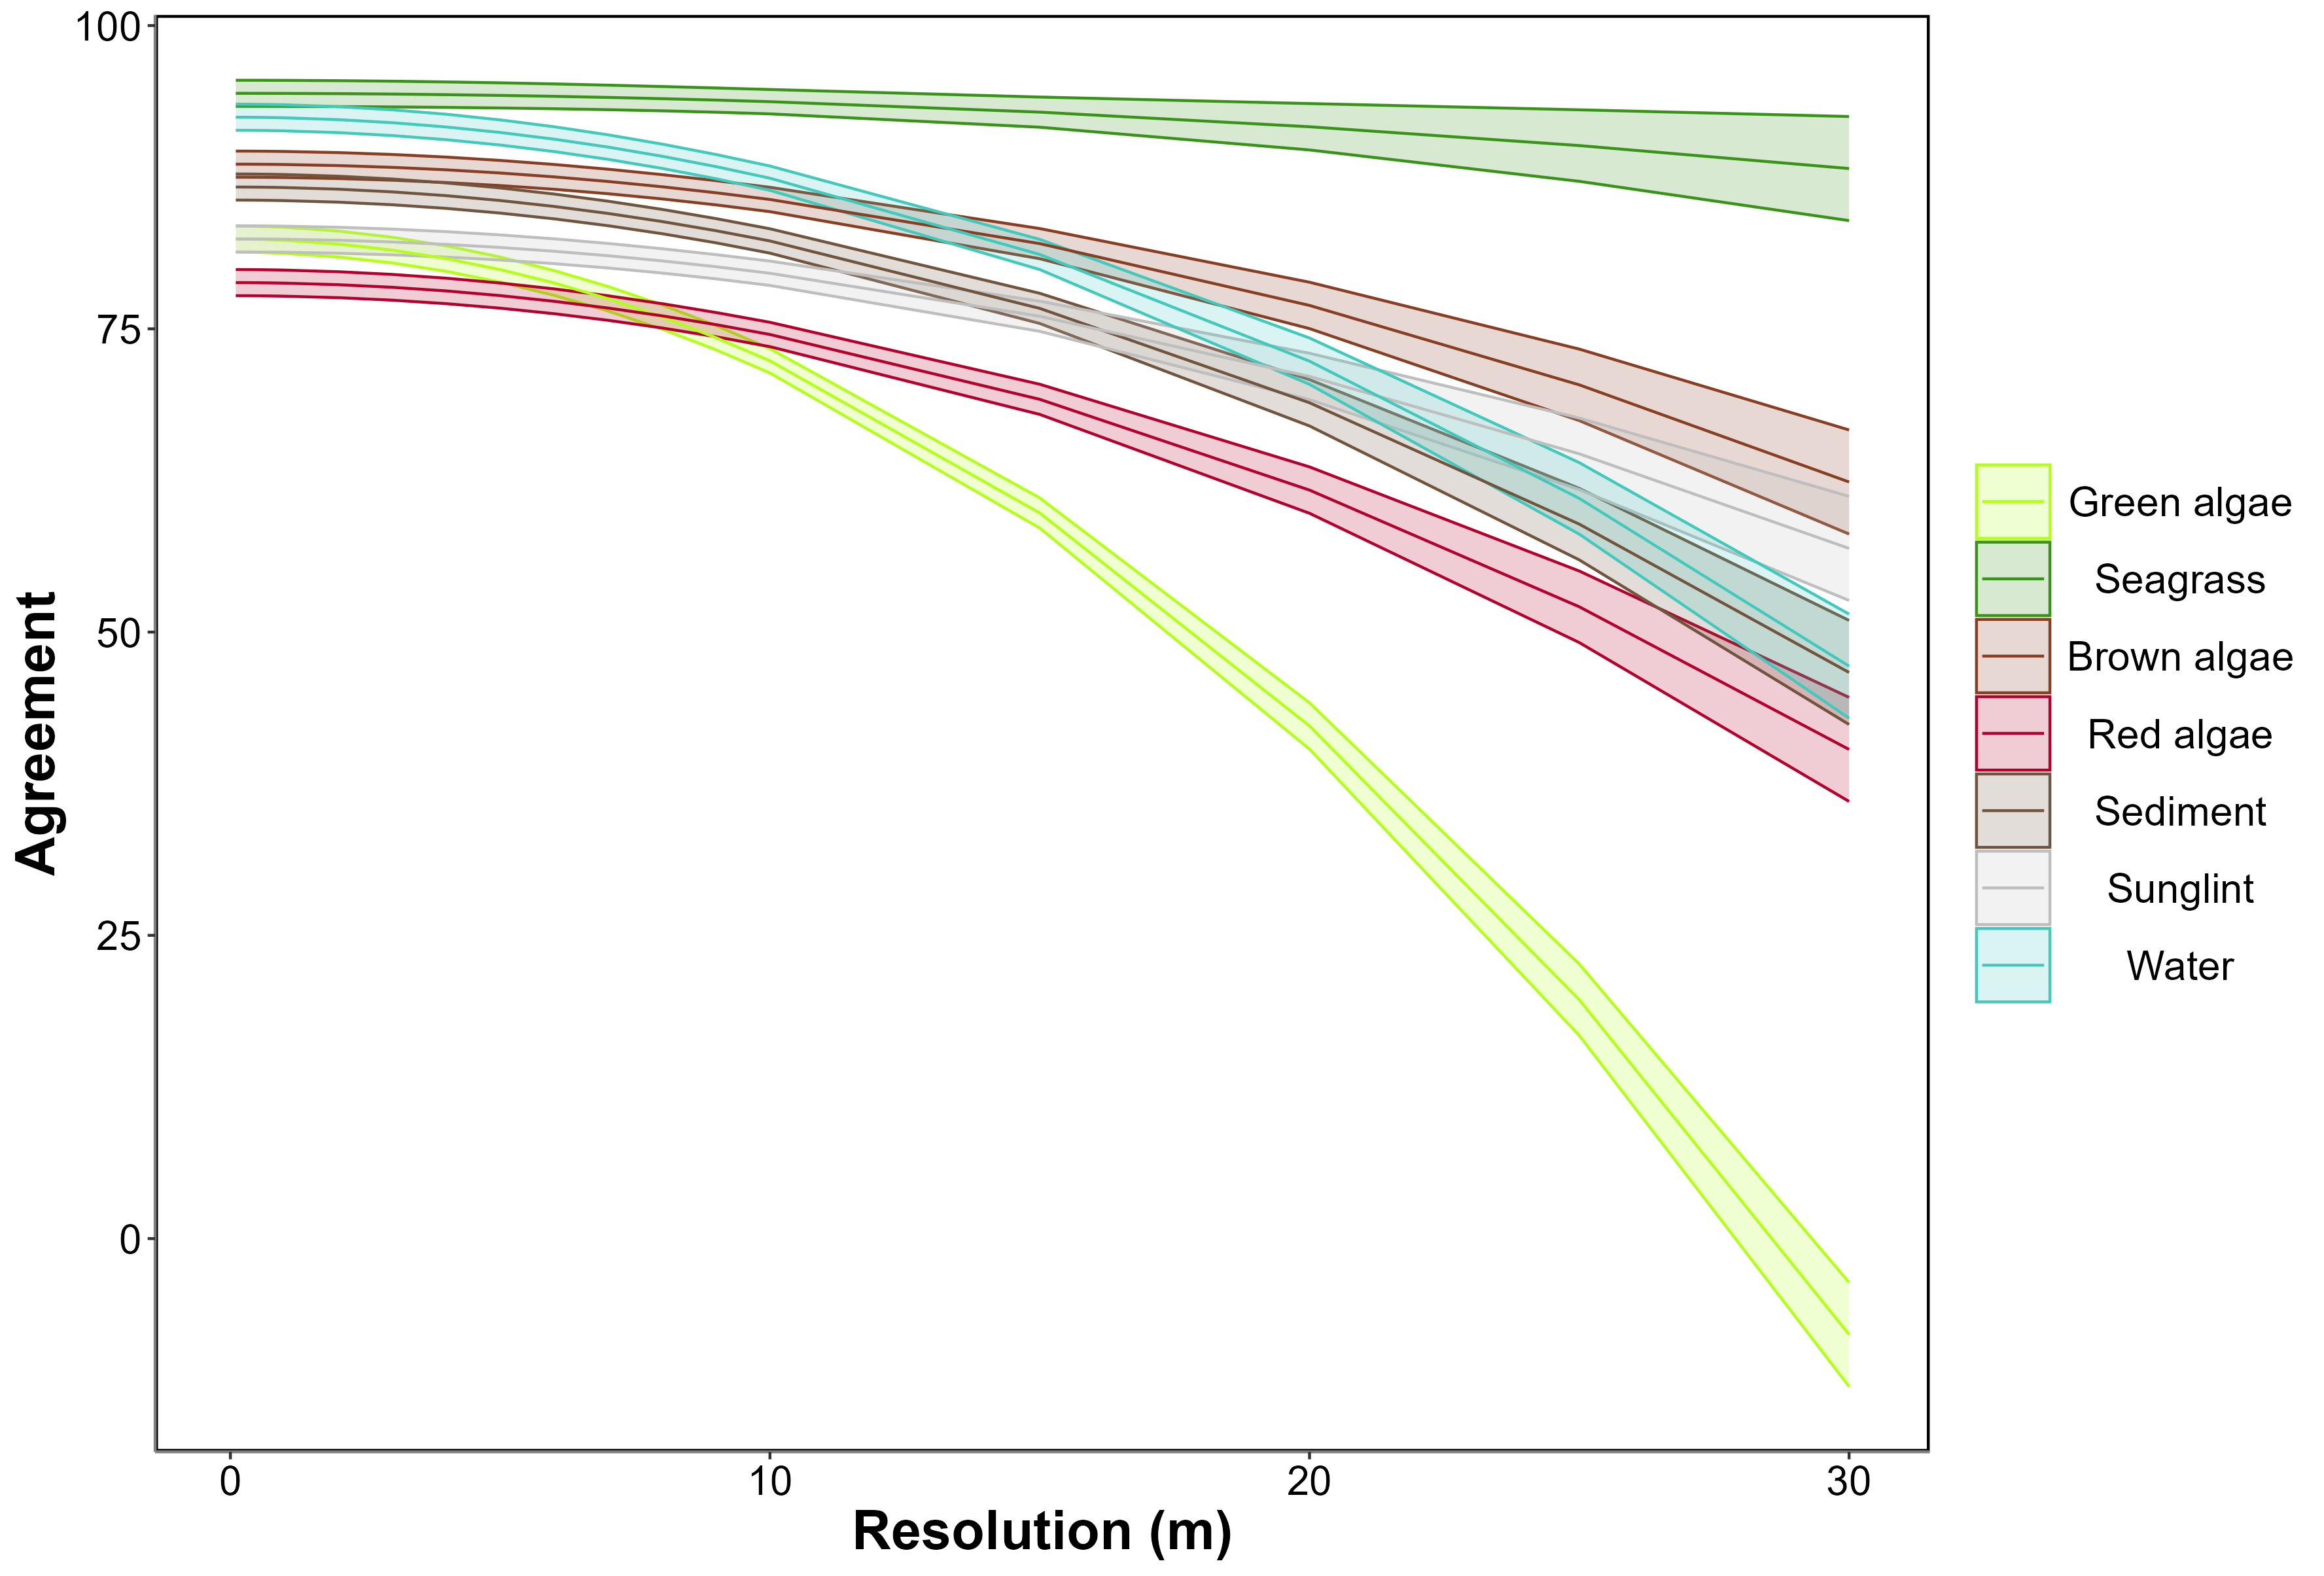 100
75
50
25
0
Agreement
0 10 20 30
Resolution (m)
Green algae
Seagrass
Brown algae
Red algae
Sediment
Sunglint
Water